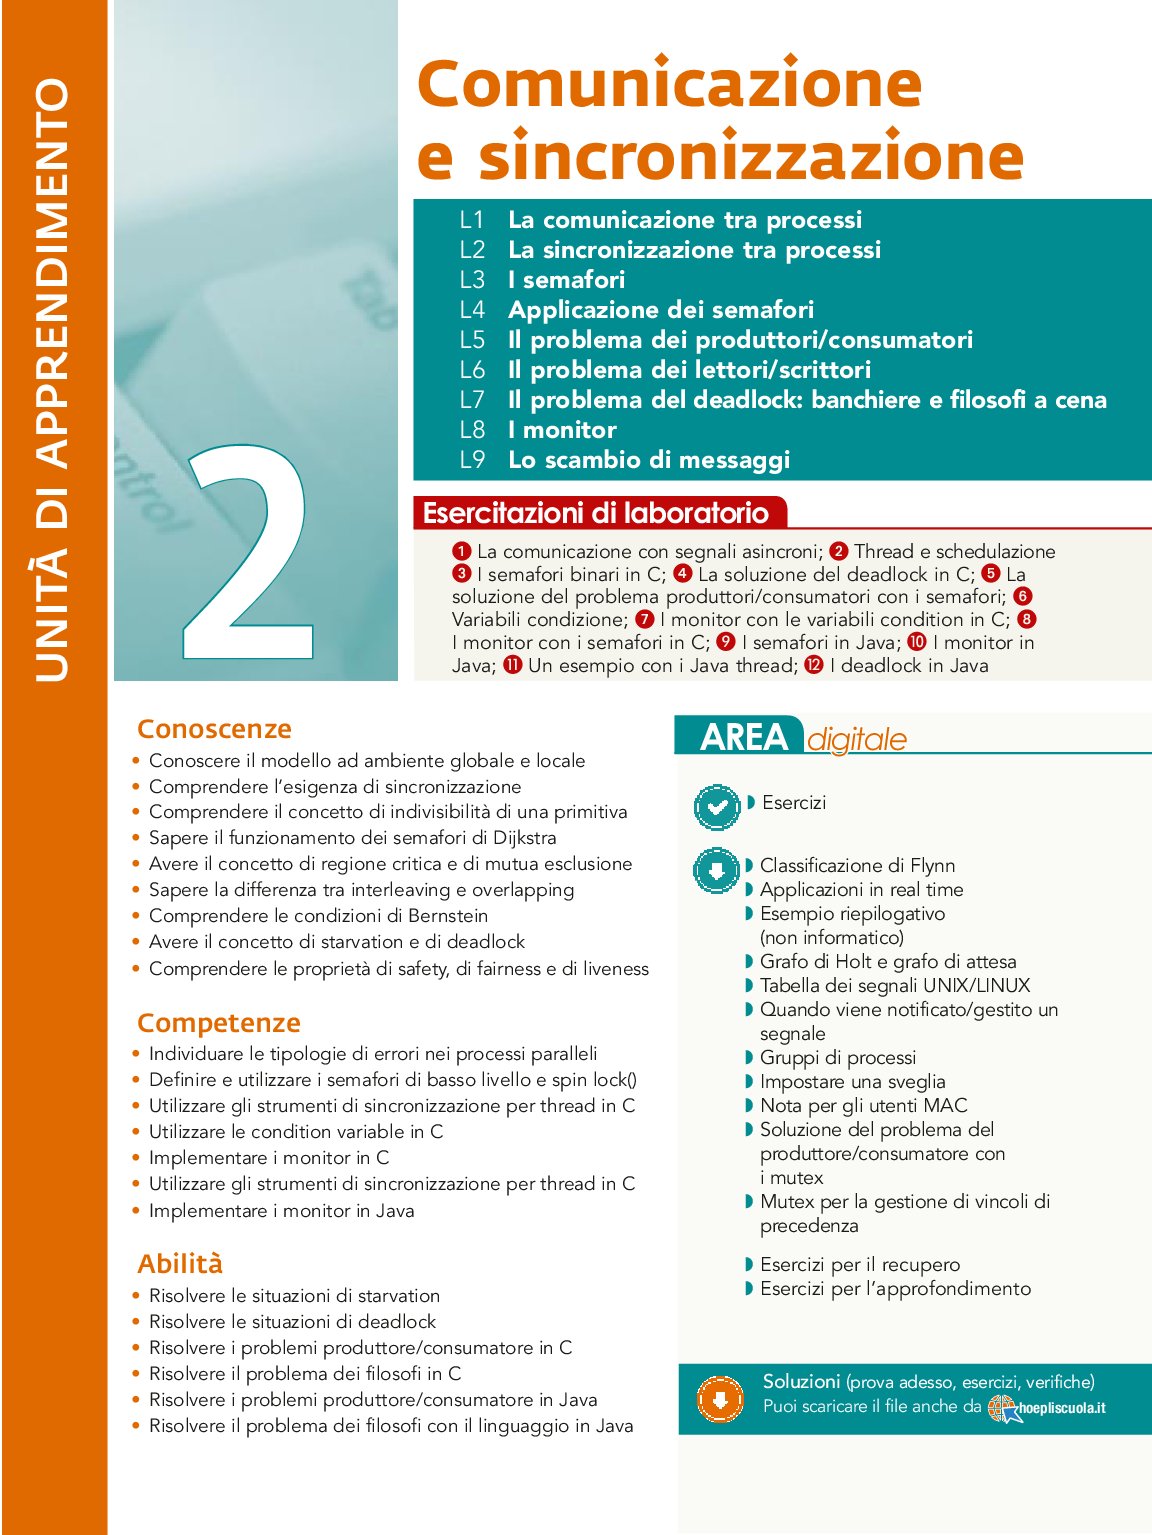 UNITÀ DI APPRENDIMENTO
Tab
ntrol
2
Comunicazione
e sincronizzazione
L1 La comunicazione tra processi
L2 La sincronizzazione tra processi
L3 I semafori
L4 Applicazione dei semafori
L5 Il problema dei produttori/consumatori
L6 Il problema dei lettori/scrittori
L7 Il problema del deadlock: banchiere e filosofi a cena
L8 I monitor
L9 Lo scambio di messaggi
Esercitazioni di laboratorio
1 La comunicazione con segnali asincroni; 2 Thread e schedulazione
3 I semafori binari in C; 4 La soluzione del deadlock in C; 5 La
soluzione del problema produttori/consumatori con i semafori; 6
Variabili condizione; 7 I monitor con le variabili condition in C; 8
I monitor con i semafori in C; 9 I semafori in Java; 10 I monitor in
Java; 11 Un esempio con i Java thread; 12 I deadlock in Java
Conoscenze
• Conoscere il modello ad ambiente globale e locale
• Comprendere l'esigenza di sincronizzazione
• Comprendere il concetto di indivisibilità di una primitiva
• Sapere il funzionamento dei semafori di Dijkstra
• Avere il concetto di regione critica e di mutua esclusione
• Sapere la differenza tra interleaving e overlapping
• Comprendere le condizioni di Bernstein
• Avere il concetto di starvation e di deadlock
• Comprendere le proprietà di safety, di fairness e di liveness
Competenze
• Individuare le tipologie di errori nei processi paralleli
• Definire e utilizzare i semafori di basso livello e spin lock()
• Utilizzare gli strumenti di sincronizzazione per thread in C
• Utilizzare le condition variable in C
• Implementare i monitor in C
• Utilizzare gli strumenti di sincronizzazione per thread in C
• Implementare i monitor in Java
Abilità
• Risolvere le situazioni di starvation
• Risolvere le situazioni di deadlock
• Risolvere i problemi produttore/consumatore in C
• Risolvere il problema dei filosofi in C
• Risolvere i problemi produttore/consumatore in Java
• Risolvere il problema dei filosofi con il linguaggio in Java
AREA digitale
Esercizi
Classificazione di Flynn
Applicazioni in real time
Esempio riepilogativo
(non informatico)
Grafo di Holt e grafo di attesa
Tabella dei segnali UNIX/LINUX
Quando viene notificato/gestito un
segnale
Gruppi di processi
Impostare una sveglia
Nota per gli utenti MAC
Soluzione del problema del
produttore/consumatore con
i mutex
Mutex per la gestione di vincoli di
precedenza
Esercizi per il recupero
Esercizi per l'approfondimento
Soluzioni (prova adesso, esercizi, verifiche)
Puoi scaricare il file anche da hoepliscuola.it